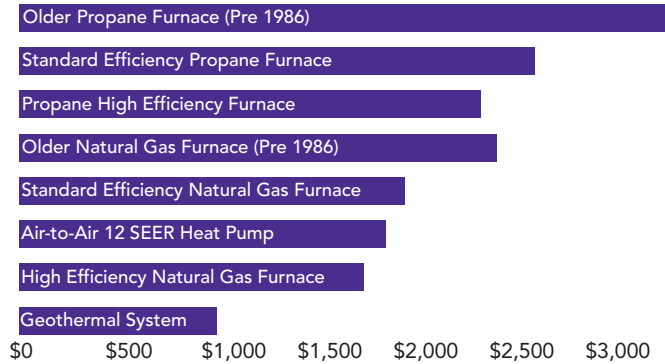 Older Propane Furnace (Pre 1986)
Standard Efficiency Propane Furnace
Propane High Efficiency Furnace
Older Natural Gas Furnace (Pre 1986)
Standard Efficiency Natural Gas Furnace
Air-to-Air 12 SEER Heat Pump
High Efficiency Natural Gas Furnace
Geothermal System
$0 $500 $1,000 $1,500 $2,000 $2,500 $3,000